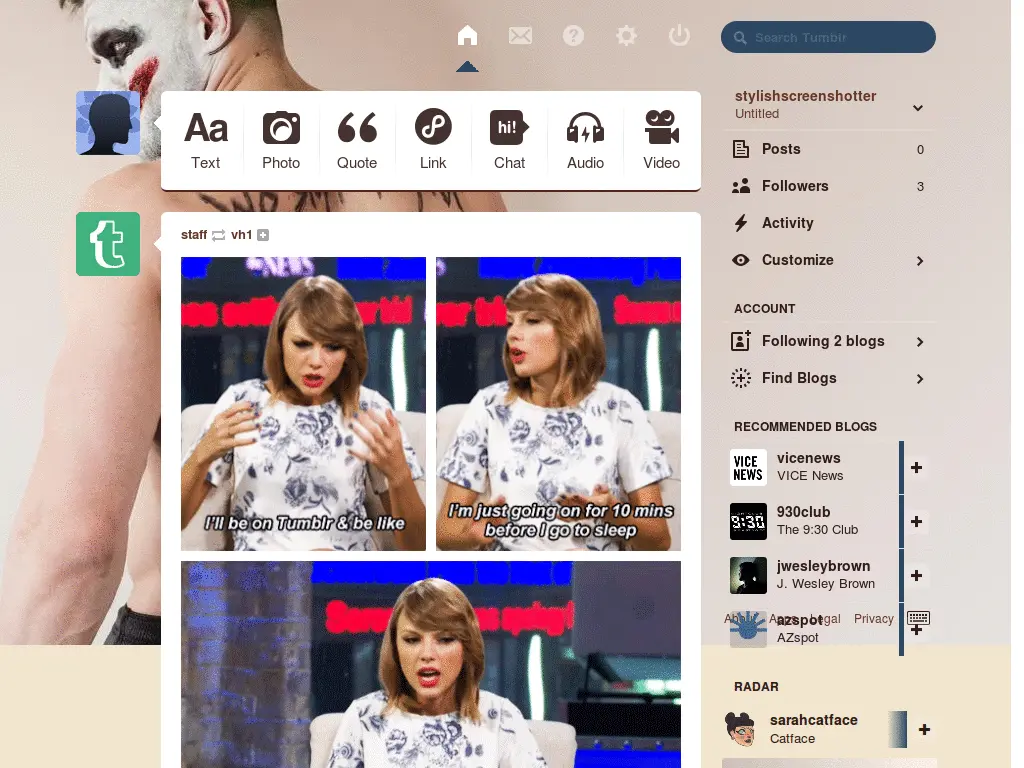 Search Tumblr
Aa
Text
Photo
Quote
Link
hi!
Chat
Audio
Video
stylishscreenshotter
Untitled
Posts 0
Followers 3
Activity
Customize
ACCOUNT
Following 2 blogs
Find Blogs
RECOMMENDED BLOGS
VICE
NEWS
vicenews
VICE News
9:30
930club
The 9:30 Club
jwesleybrown
J. Wesley Brown
azspot
AZspot
Legal Privacy
RADAR
sarahcatface
Catface
t
staff vh1
NEWS
I'll be on Tumblr & be like
I'm just going on for 10 mins
before I go to sleep